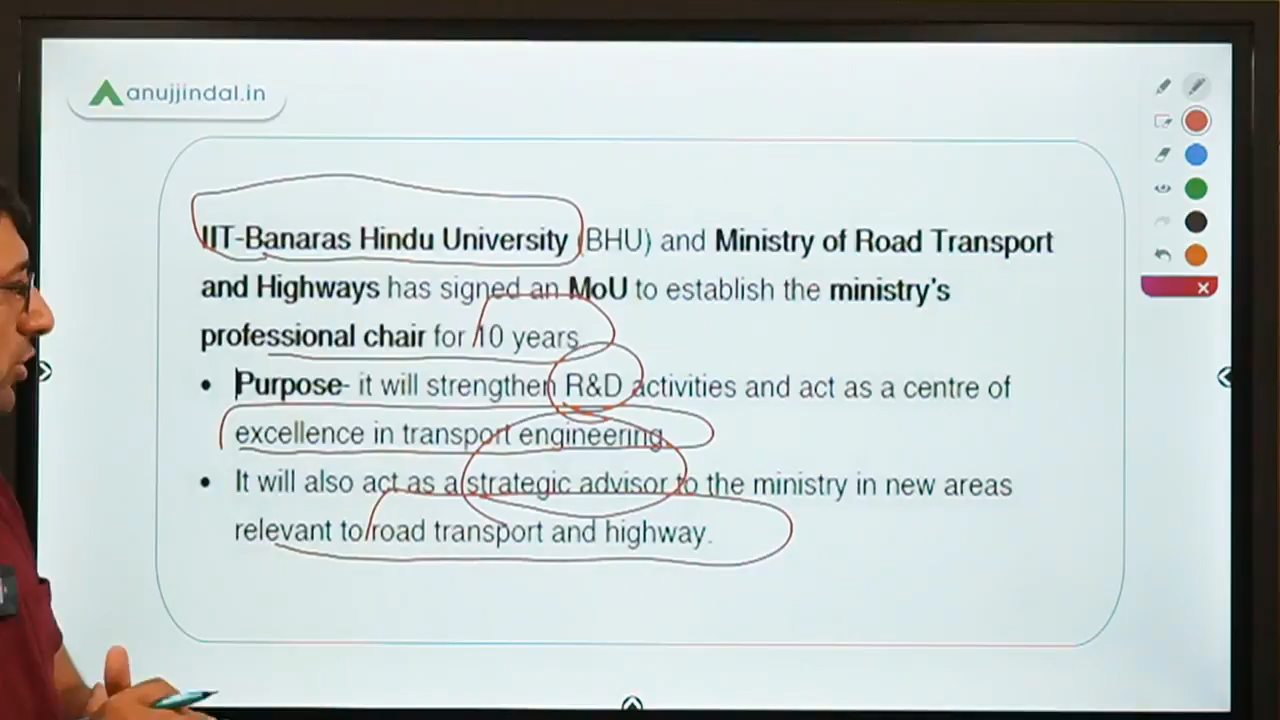 anujjindal.in
IIT-Banaras Hindu University (BHU) and Ministry of Road Transport
and Highways has signed an MoU to establish the ministry's
professional chair for 10 years
• Purpose- it will strengthen R&D activities and act as a centre of
excellence in transport engineering.
• It will also act as a strategic advisor to the ministry in new areas
relevant to road transport and highway.